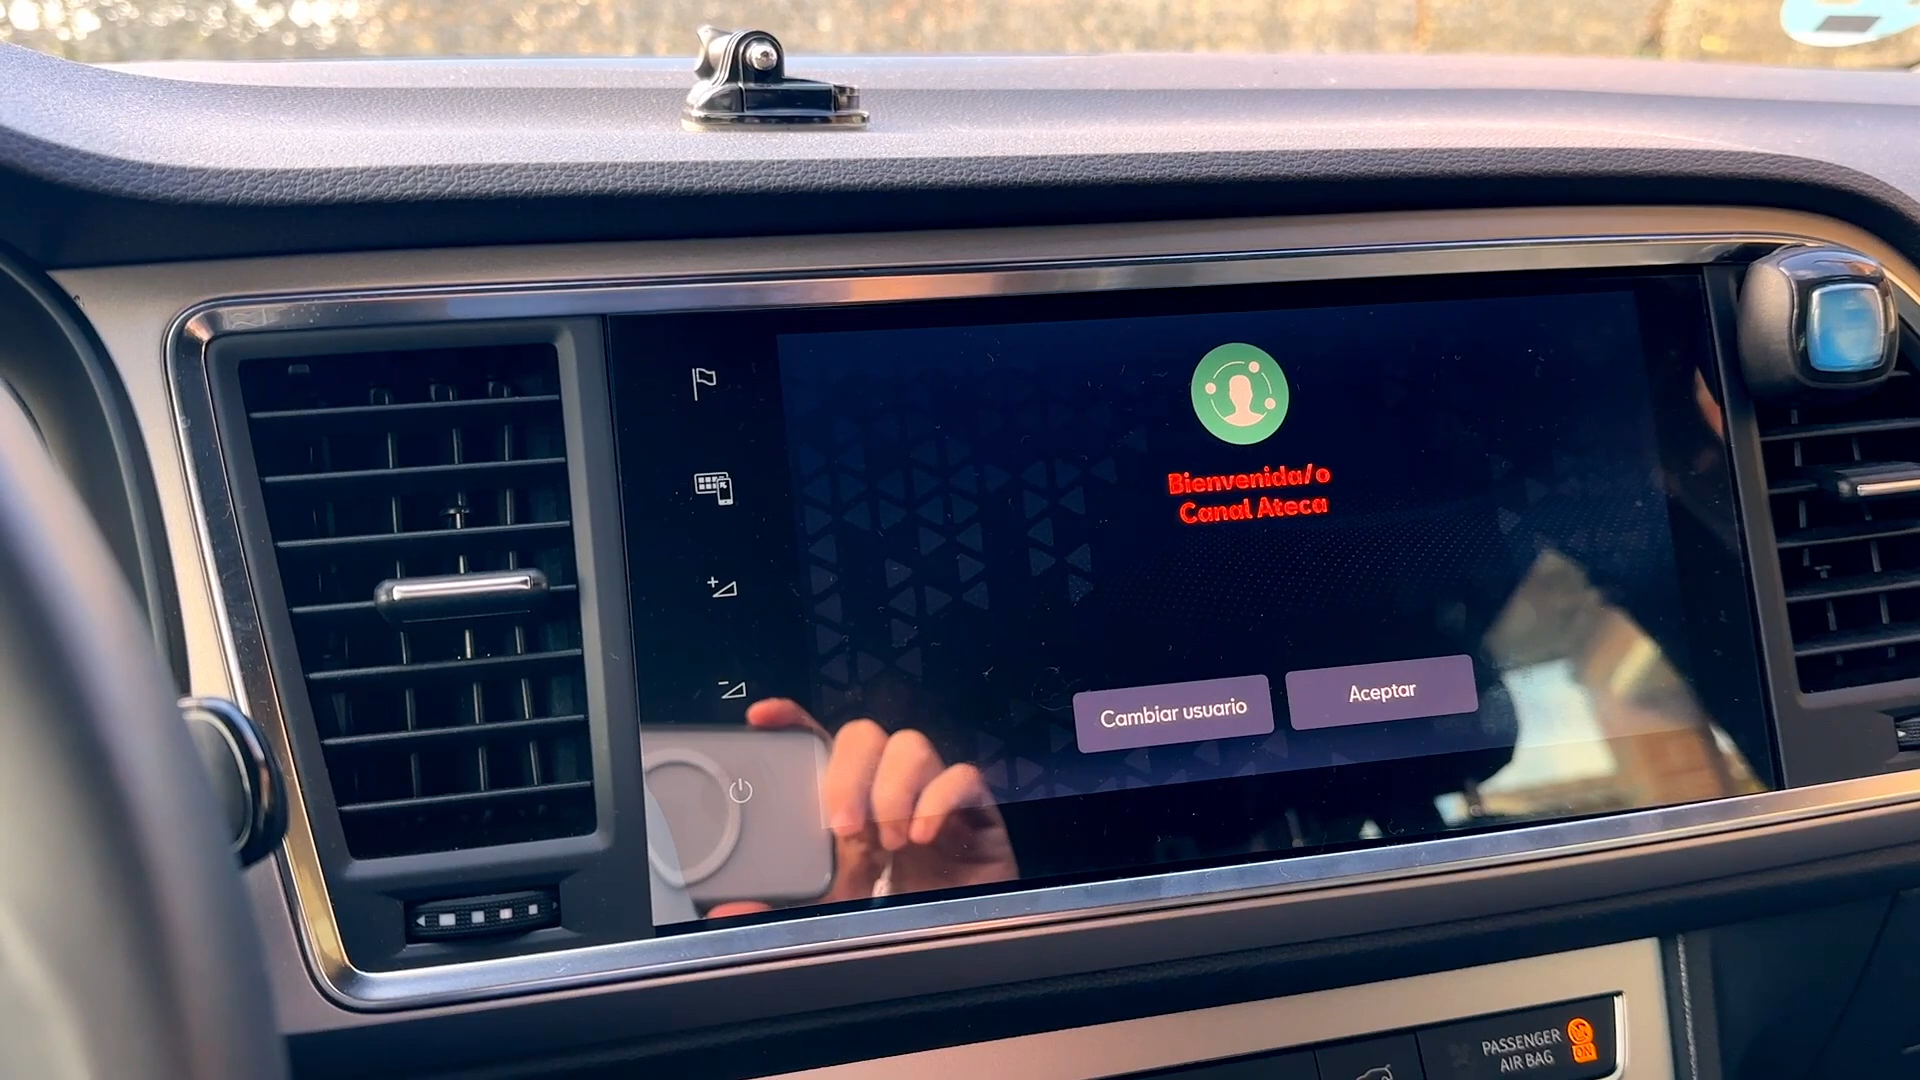 Bienvenida/o
Canal Ateca
Cambiar usuario
Aceptar
PASSENGER
AIR BAG
ON